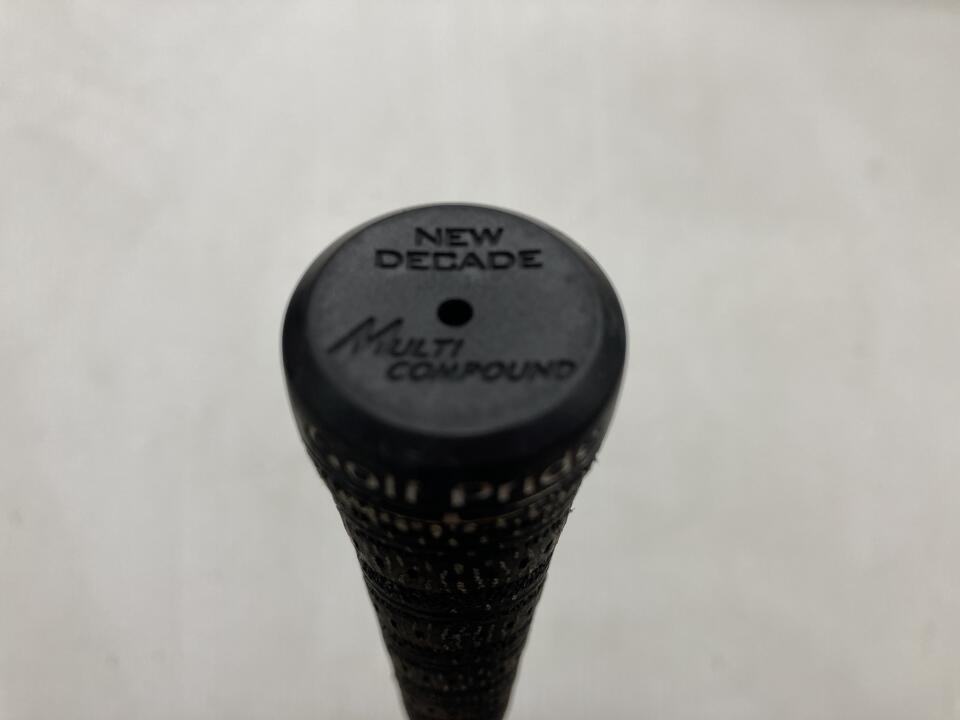 NEW
DECADE
MULTI
COMPOUND
Golf Pride